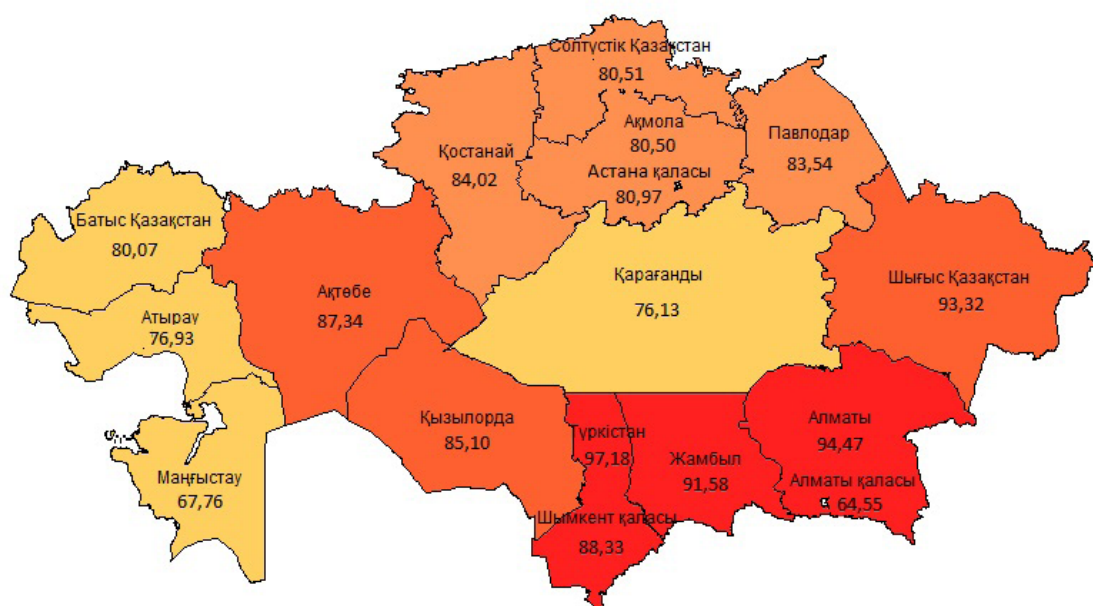 Солтүстік Қазақстан
80,51
Ақмола
80,50
Астана қаласы
80,97
Павлодар
83,54
Қостанай
84,02
Батыс Қазақстан
80,07
Ақтөбе
87,34
Қарағанды
76,13
Шығыс Қазақстан
93,32
Атырау
76,93
Қызылорда
85,10
Түркістан
97,18
Жамбыл
91,58
Алматы
94,47
Алматы қаласы
64,55
Маңғыстау
67,76
Шымкент қаласы
88,33